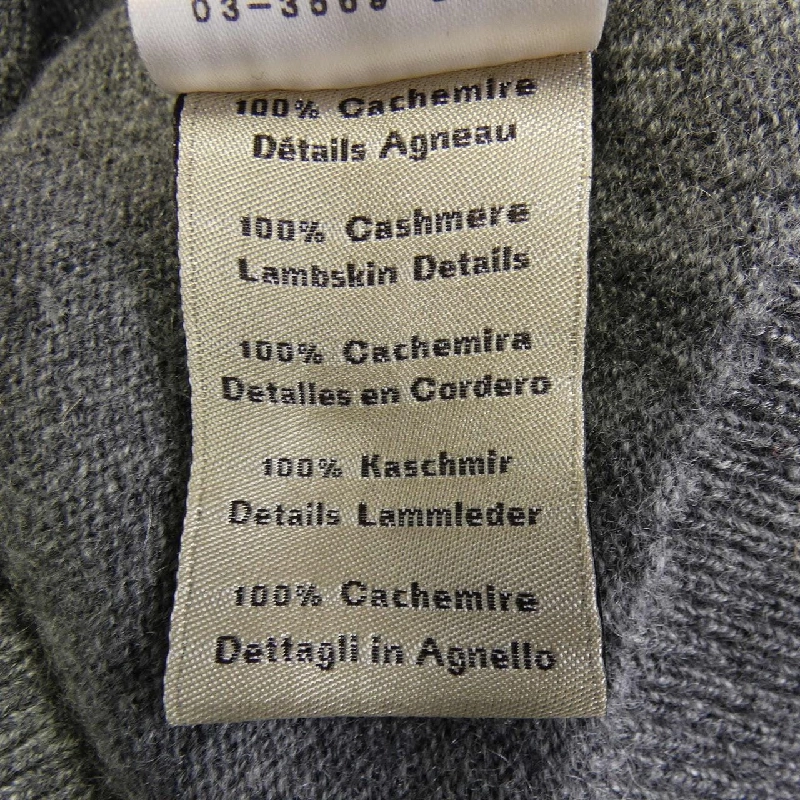 100% Cachemire
Détails Agneau
100% Cashmere
Lambskin Details
100% Cachemira
Detalles en Cordero
100% Kaschmir
Details Lammleder
100% Cachemire
Dettagli in Agnello